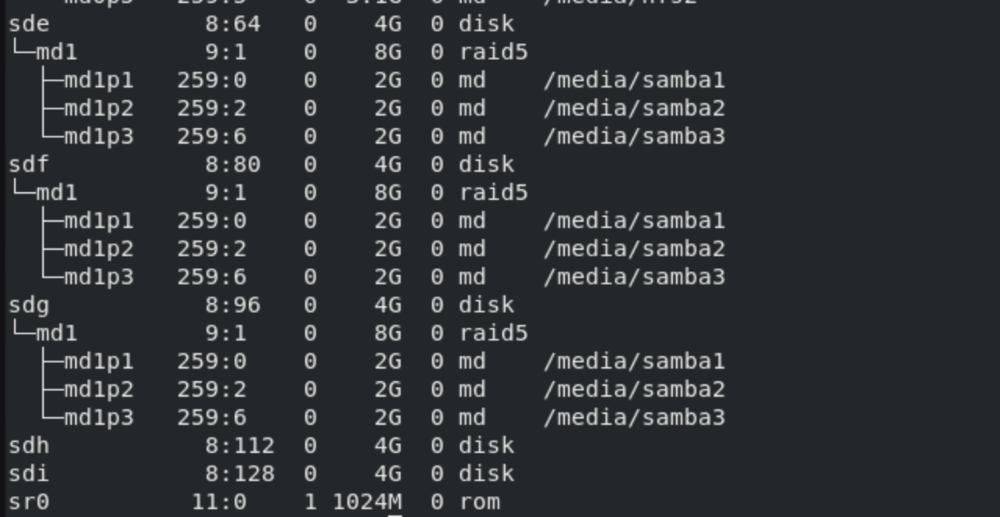 sde              8:64   0     4G  0 disk
└─md1            9:1    0     8G  0 raid5
  ├─md1p1      259:0    0     2G  0 md    /media/samba1
  ├─md1p2      259:2    0     2G  0 md    /media/samba2
  └─md1p3      259:6    0     2G  0 md    /media/samba3
sdf              8:80   0     4G  0 disk
└─md1            9:1    0     8G  0 raid5
  ├─md1p1      259:0    0     2G  0 md    /media/samba1
  ├─md1p2      259:2    0     2G  0 md    /media/samba2
  └─md1p3      259:6    0     2G  0 md    /media/samba3
sdg              8:96   0     4G  0 disk
└─md1            9:1    0     8G  0 raid5
  ├─md1p1      259:0    0     2G  0 md    /media/samba1
  ├─md1p2      259:2    0     2G  0 md    /media/samba2
  └─md1p3      259:6    0     2G  0 md    /media/samba3
sdh              8:112  0     4G  0 disk
sdi              8:128  0     4G  0 disk
sr0             11:0    1  1024M  0 rom